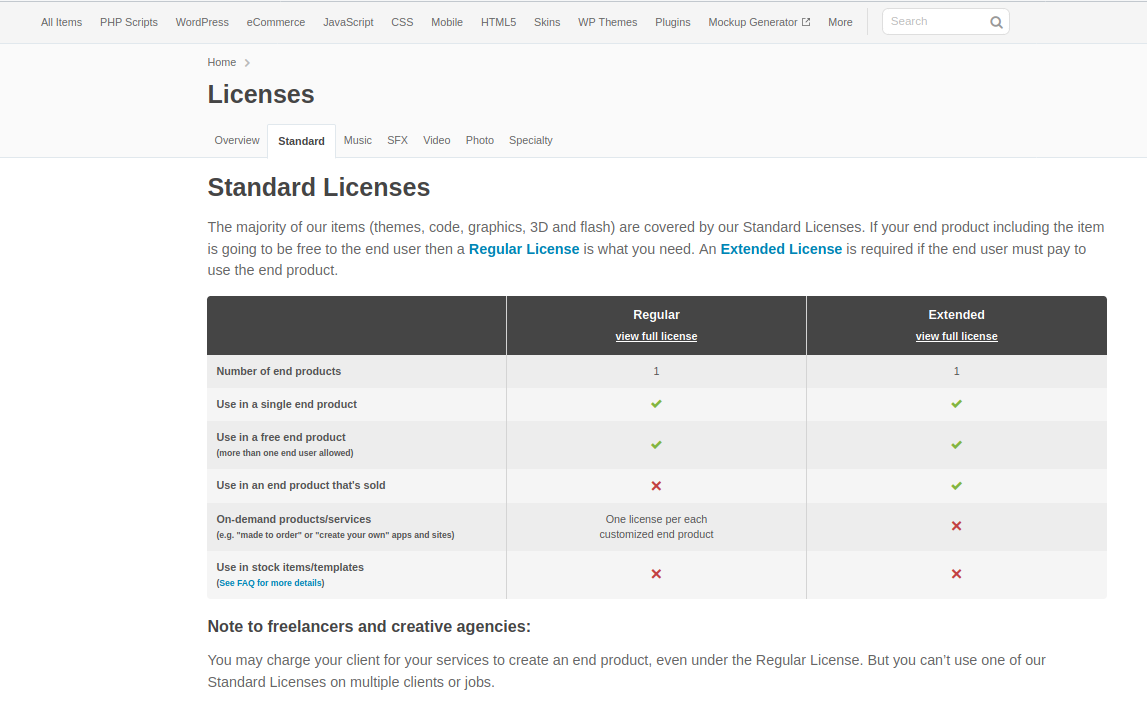 All Items PHP Scripts WordPress eCommerce JavaScript CSS Mobile HTML5 Skins WP Themes Plugins Mockup Generator More Search
Home
Licenses
Overview Standard Music SFX Video Photo Specialty
Standard Licenses
The majority of our items (themes, code, graphics, 3D and flash) are covered by our Standard Licenses. If your end product including the item
is going to be free to the end user then a Regular License is what you need. An Extended License is required if the end user must pay to
use the end product.
Regular Extended
view full license view full license
Number of end products 1 1
Use in a single end product
Use in a free end product
(more than one end user allowed)
Use in an end product that's sold
On-demand products/services
(e.g. "made to order" or "create your own" apps and sites)
One license per each
customized end product
Use in stock items/templates
(See FAQ for more details)
Note to freelancers and creative agencies:
You may charge your client for your services to create an end product, even under the Regular License. But you can’t use one of our
Standard Licenses on multiple clients or jobs.